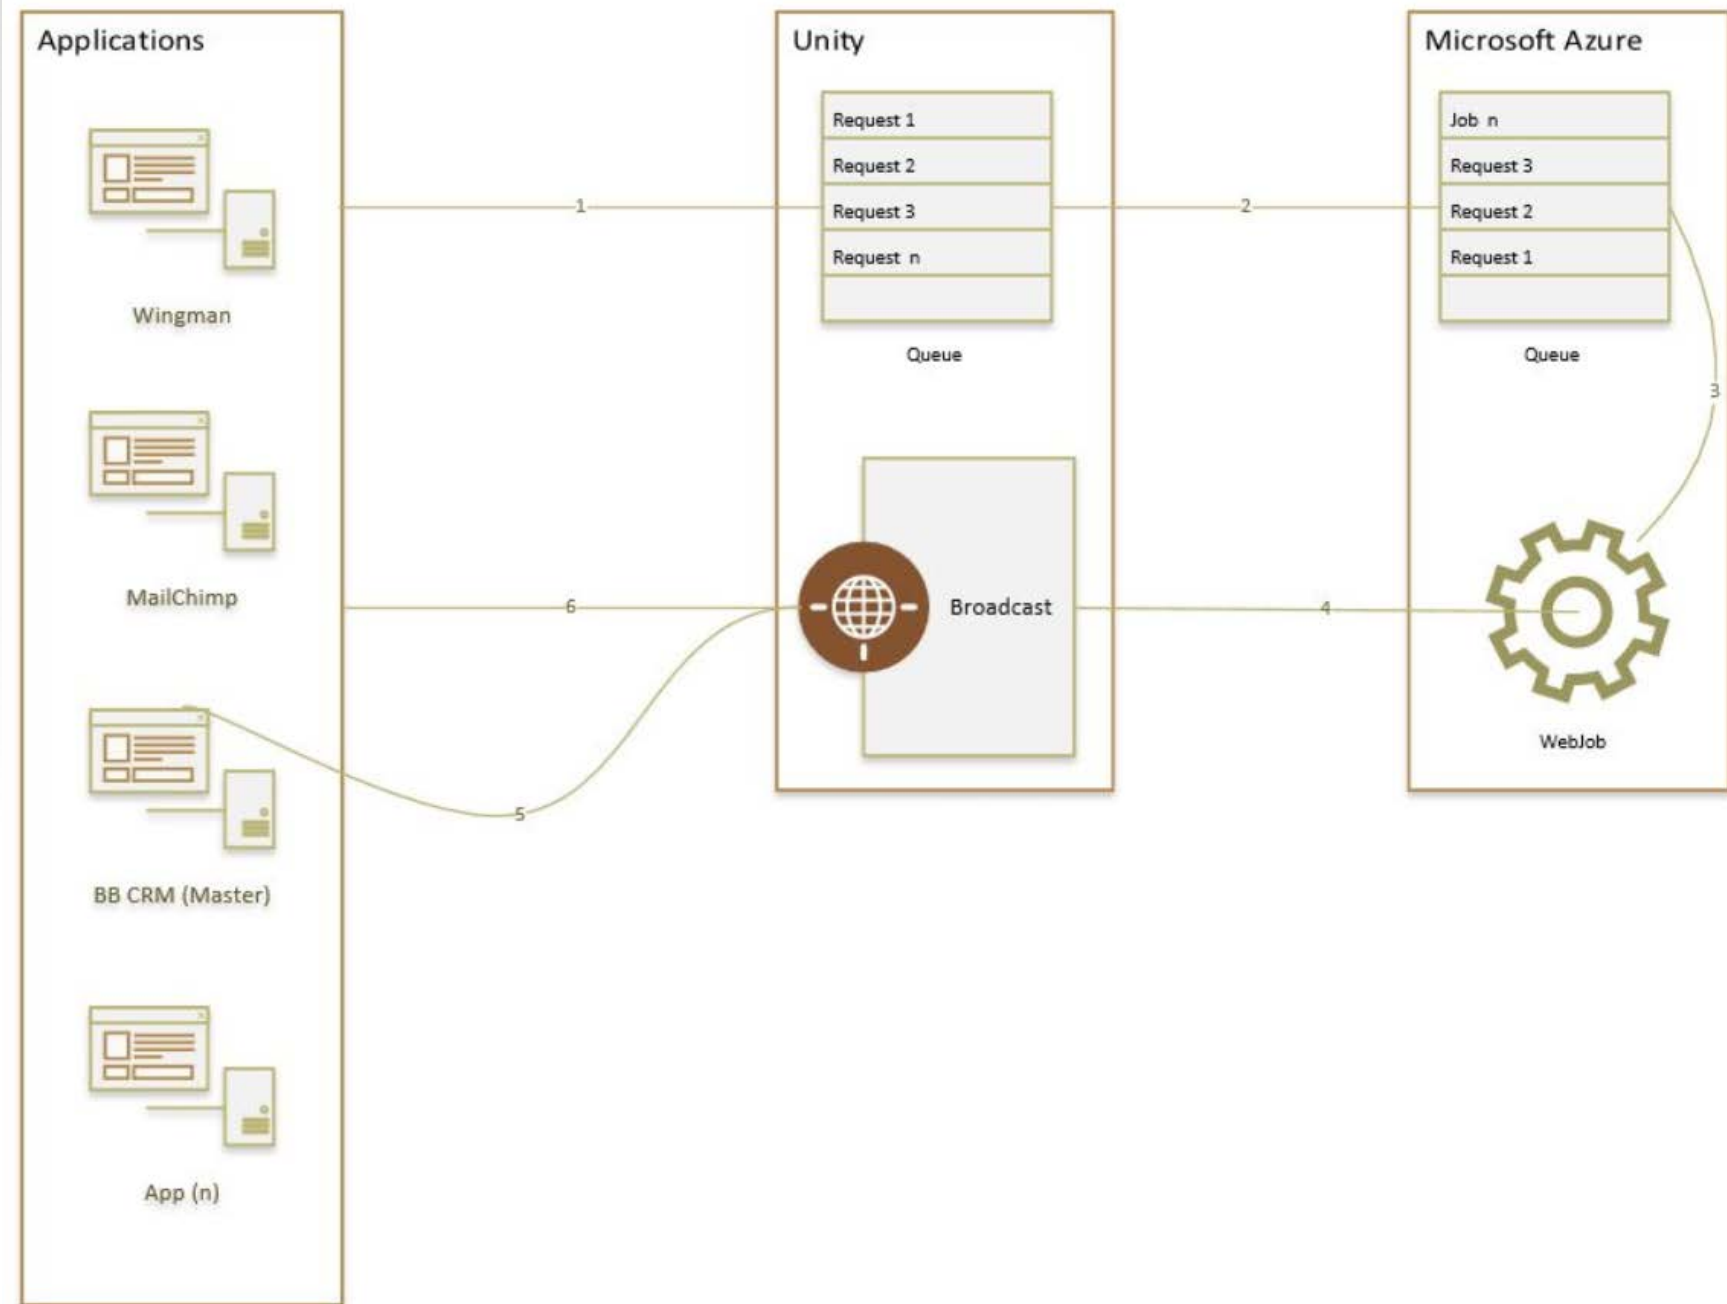 Applications
Wingman
MailChimp
BB CRM (Master)
App (n)
1
6
5
Unity
Request 1
Request 2
Request 3
Request n
Queue
Broadcast
2
4
Microsoft Azure
Job n
Request 3
Request 2
Request 1
Queue
3
WebJob